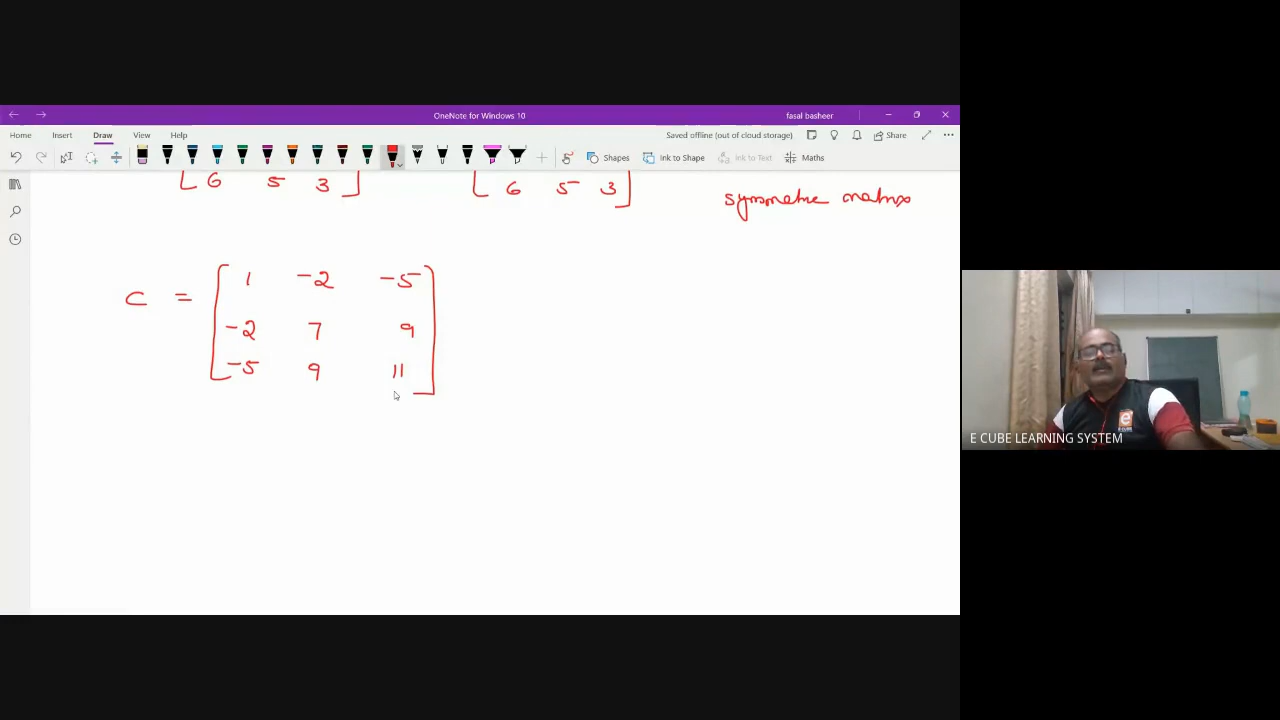 OneNote for Windows 10
fasal basheer
Home Insert Draw View Help
Saved offline (out of cloud storage) Share
Shapes Ink to Shape Ink to Text Maths
6 5 3 6 5 3
symmetric matrix
C = 1 -2 -5
-2 7 9
-5 9 11
e
E CUBE
E CUBE LEARNING SYSTEM